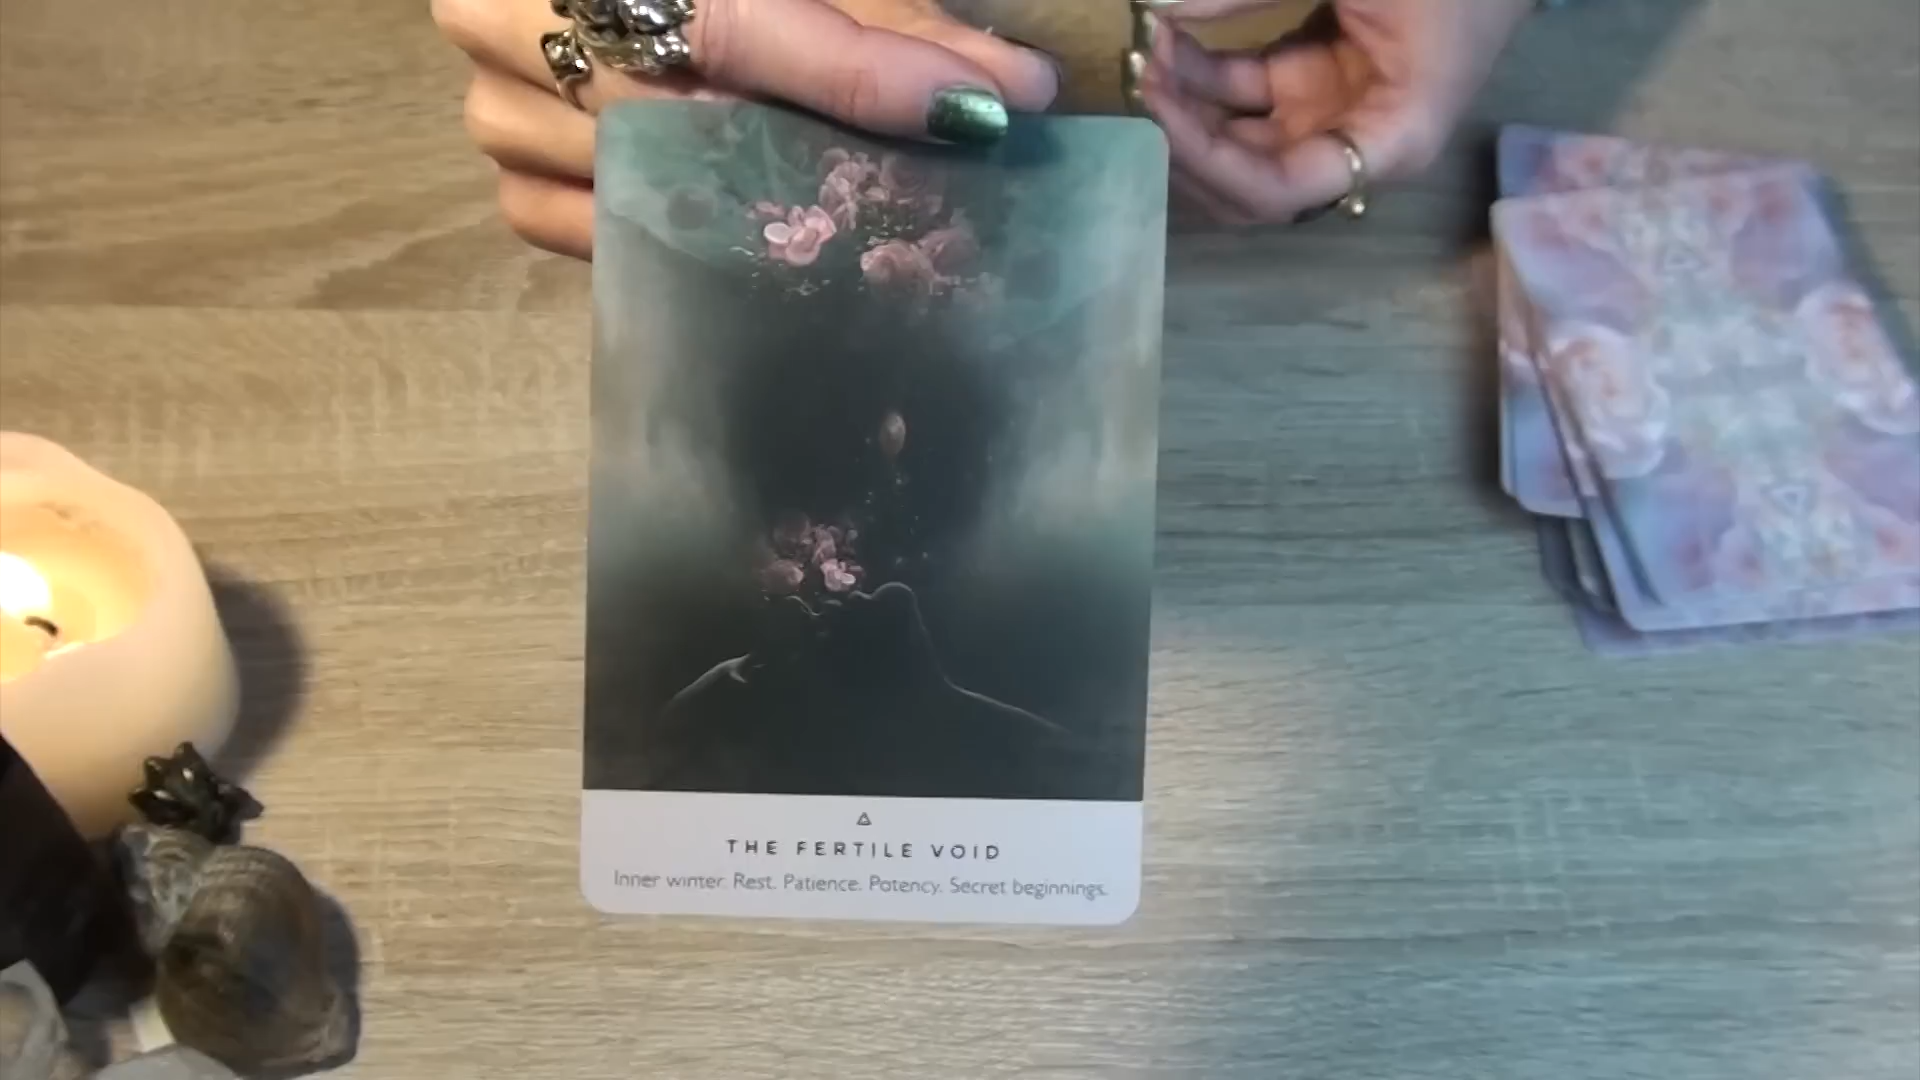 THE FERTILE VOID
Inner winter. Rest. Patience. Potency. Secret beginnings.